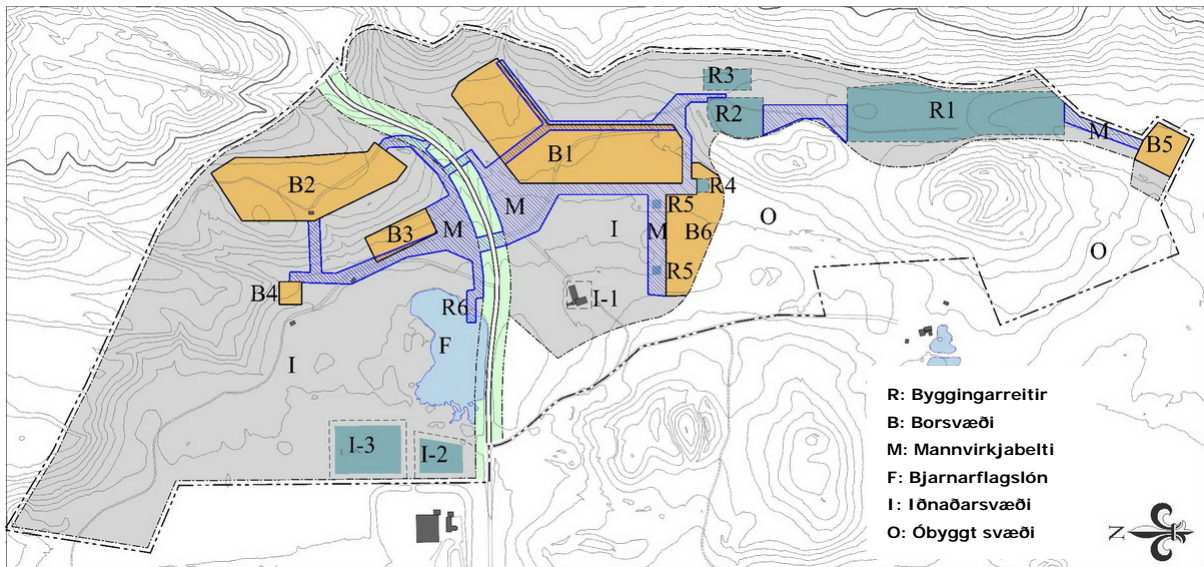 R3
R2
R1
M
B5
B1
R4
B2
M
R5
O
B3
M
I
M
B6
O
R5
B4
R6
I-1
F
I
I-3
I-2
R: Byggingarreitir
B: Borsvæði
M: Mannvirkjabelti
F: Bjarnarflagslón
I: Iðnaðarsvæði
O: Óbyggt svæði
N